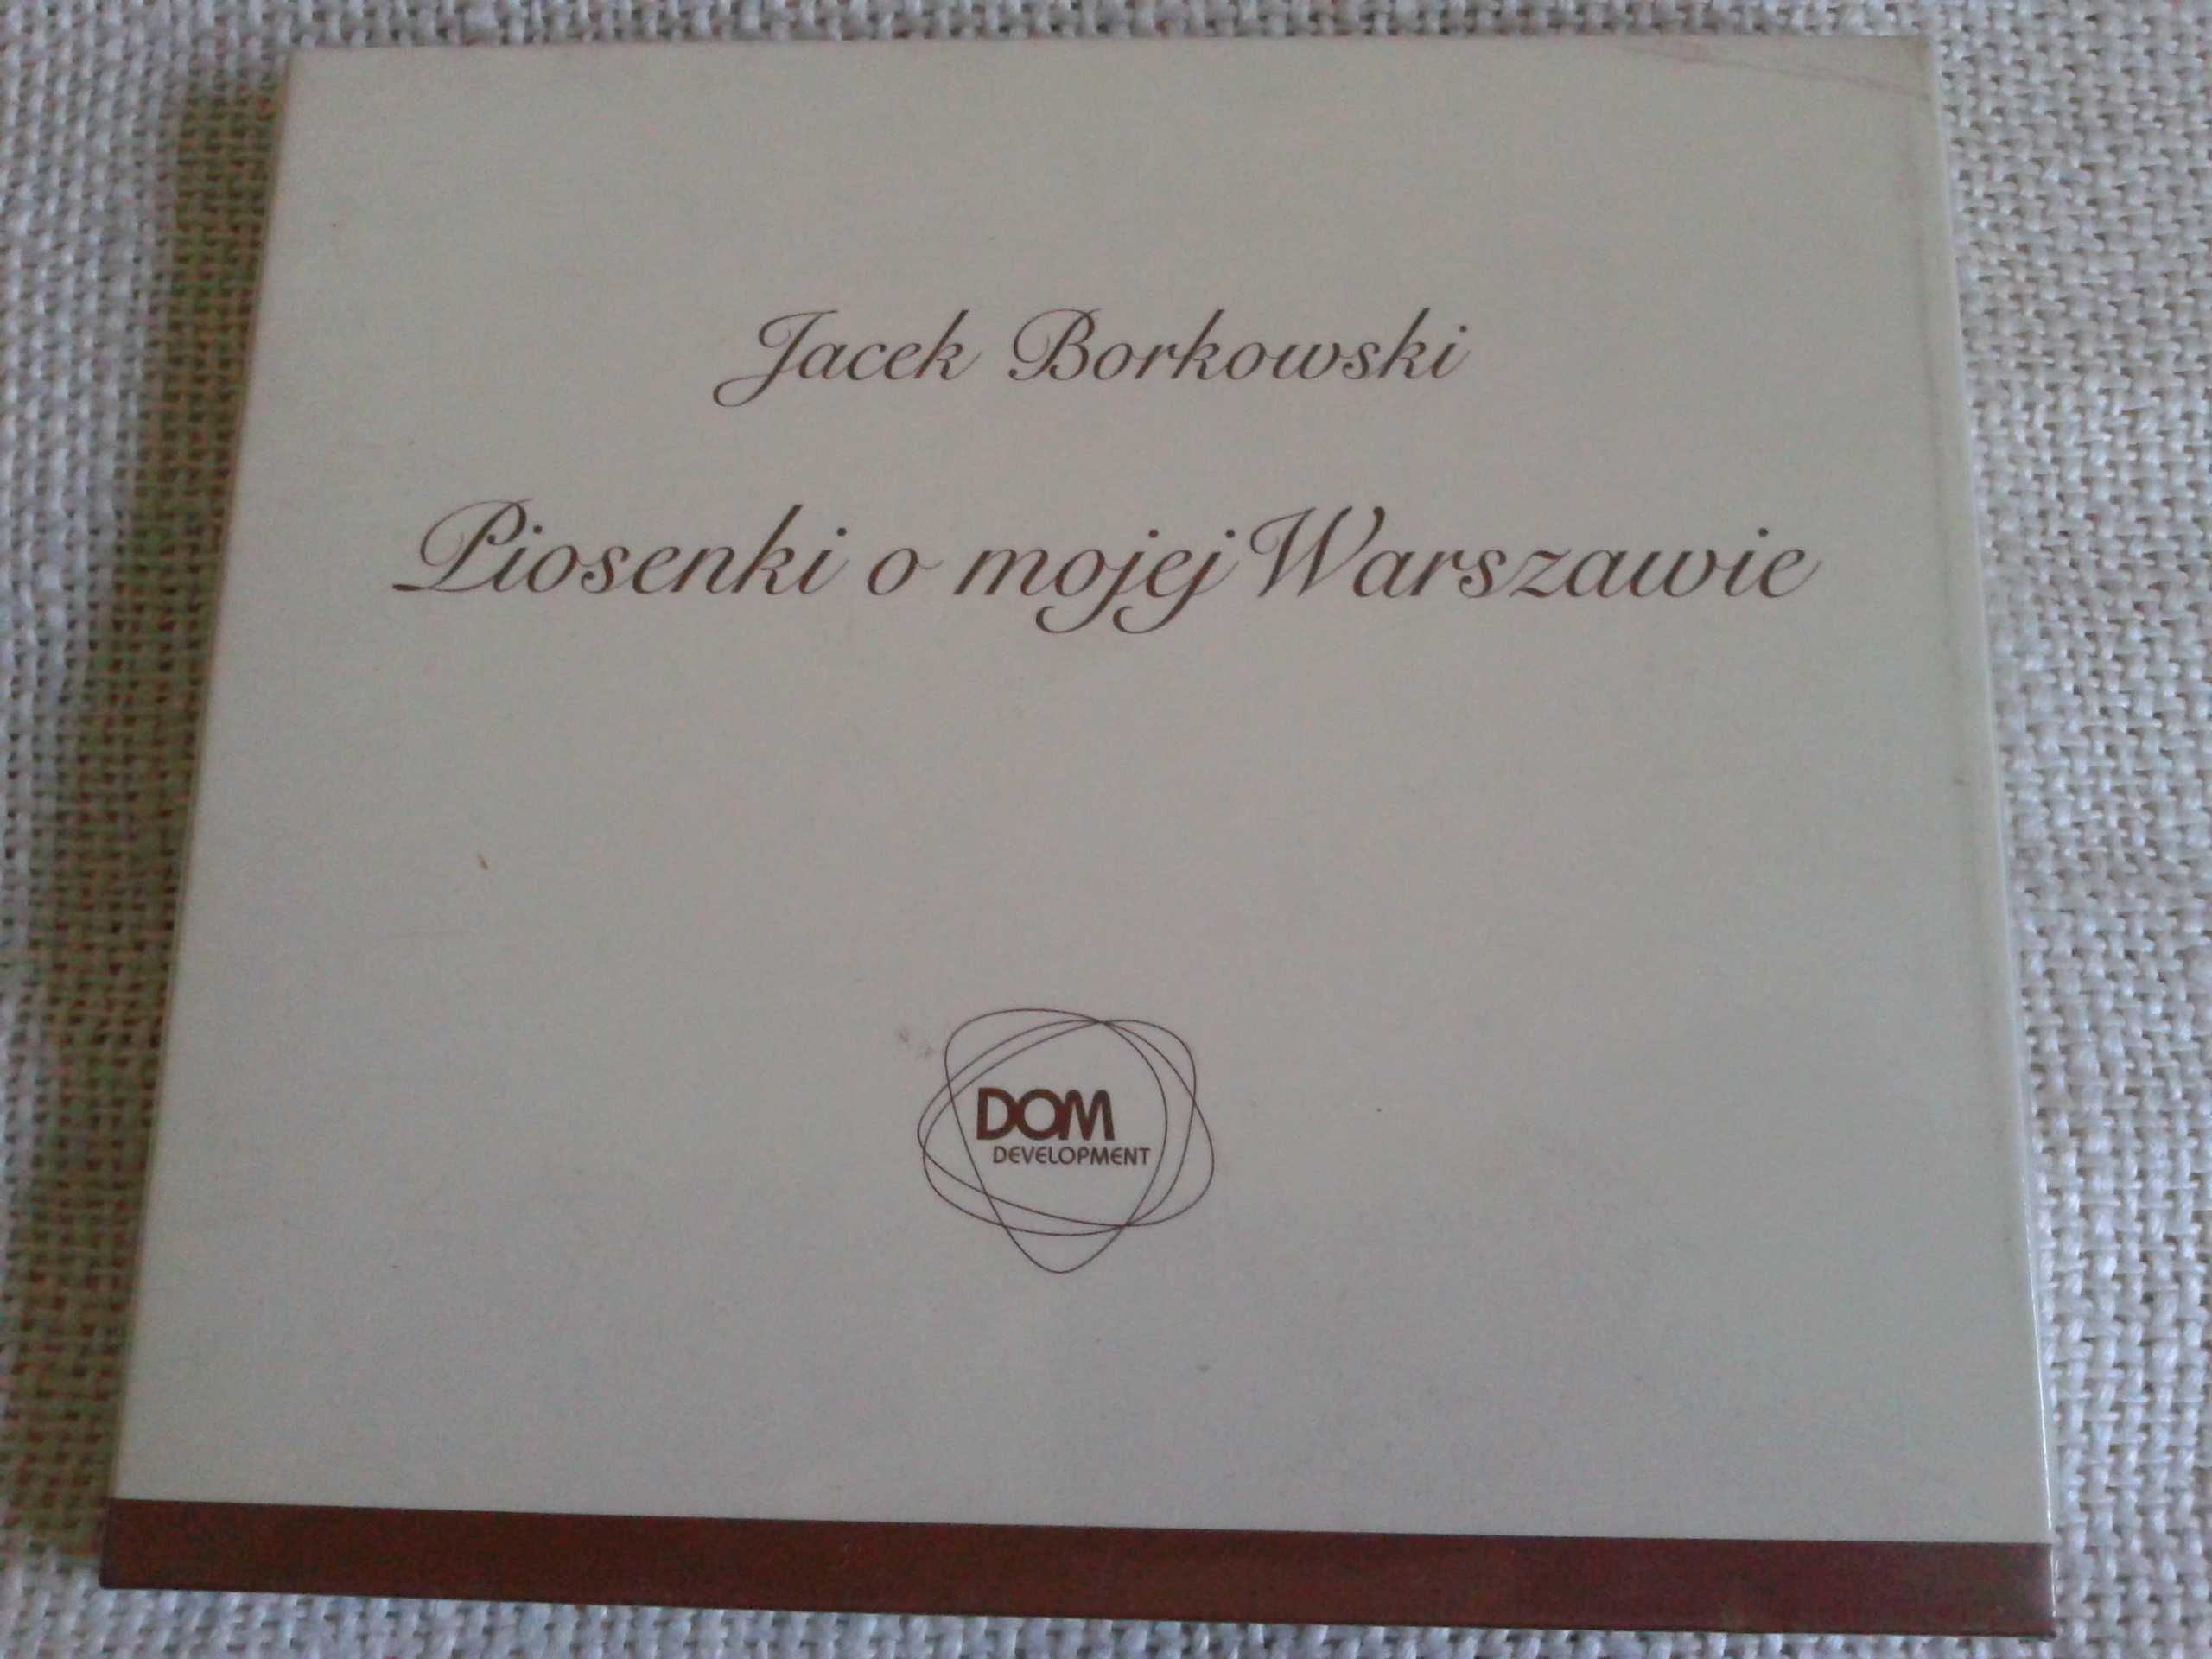 Jacek Borkowski
Piosenki o mojej Warszawie
DOM
DEVELOPMENT